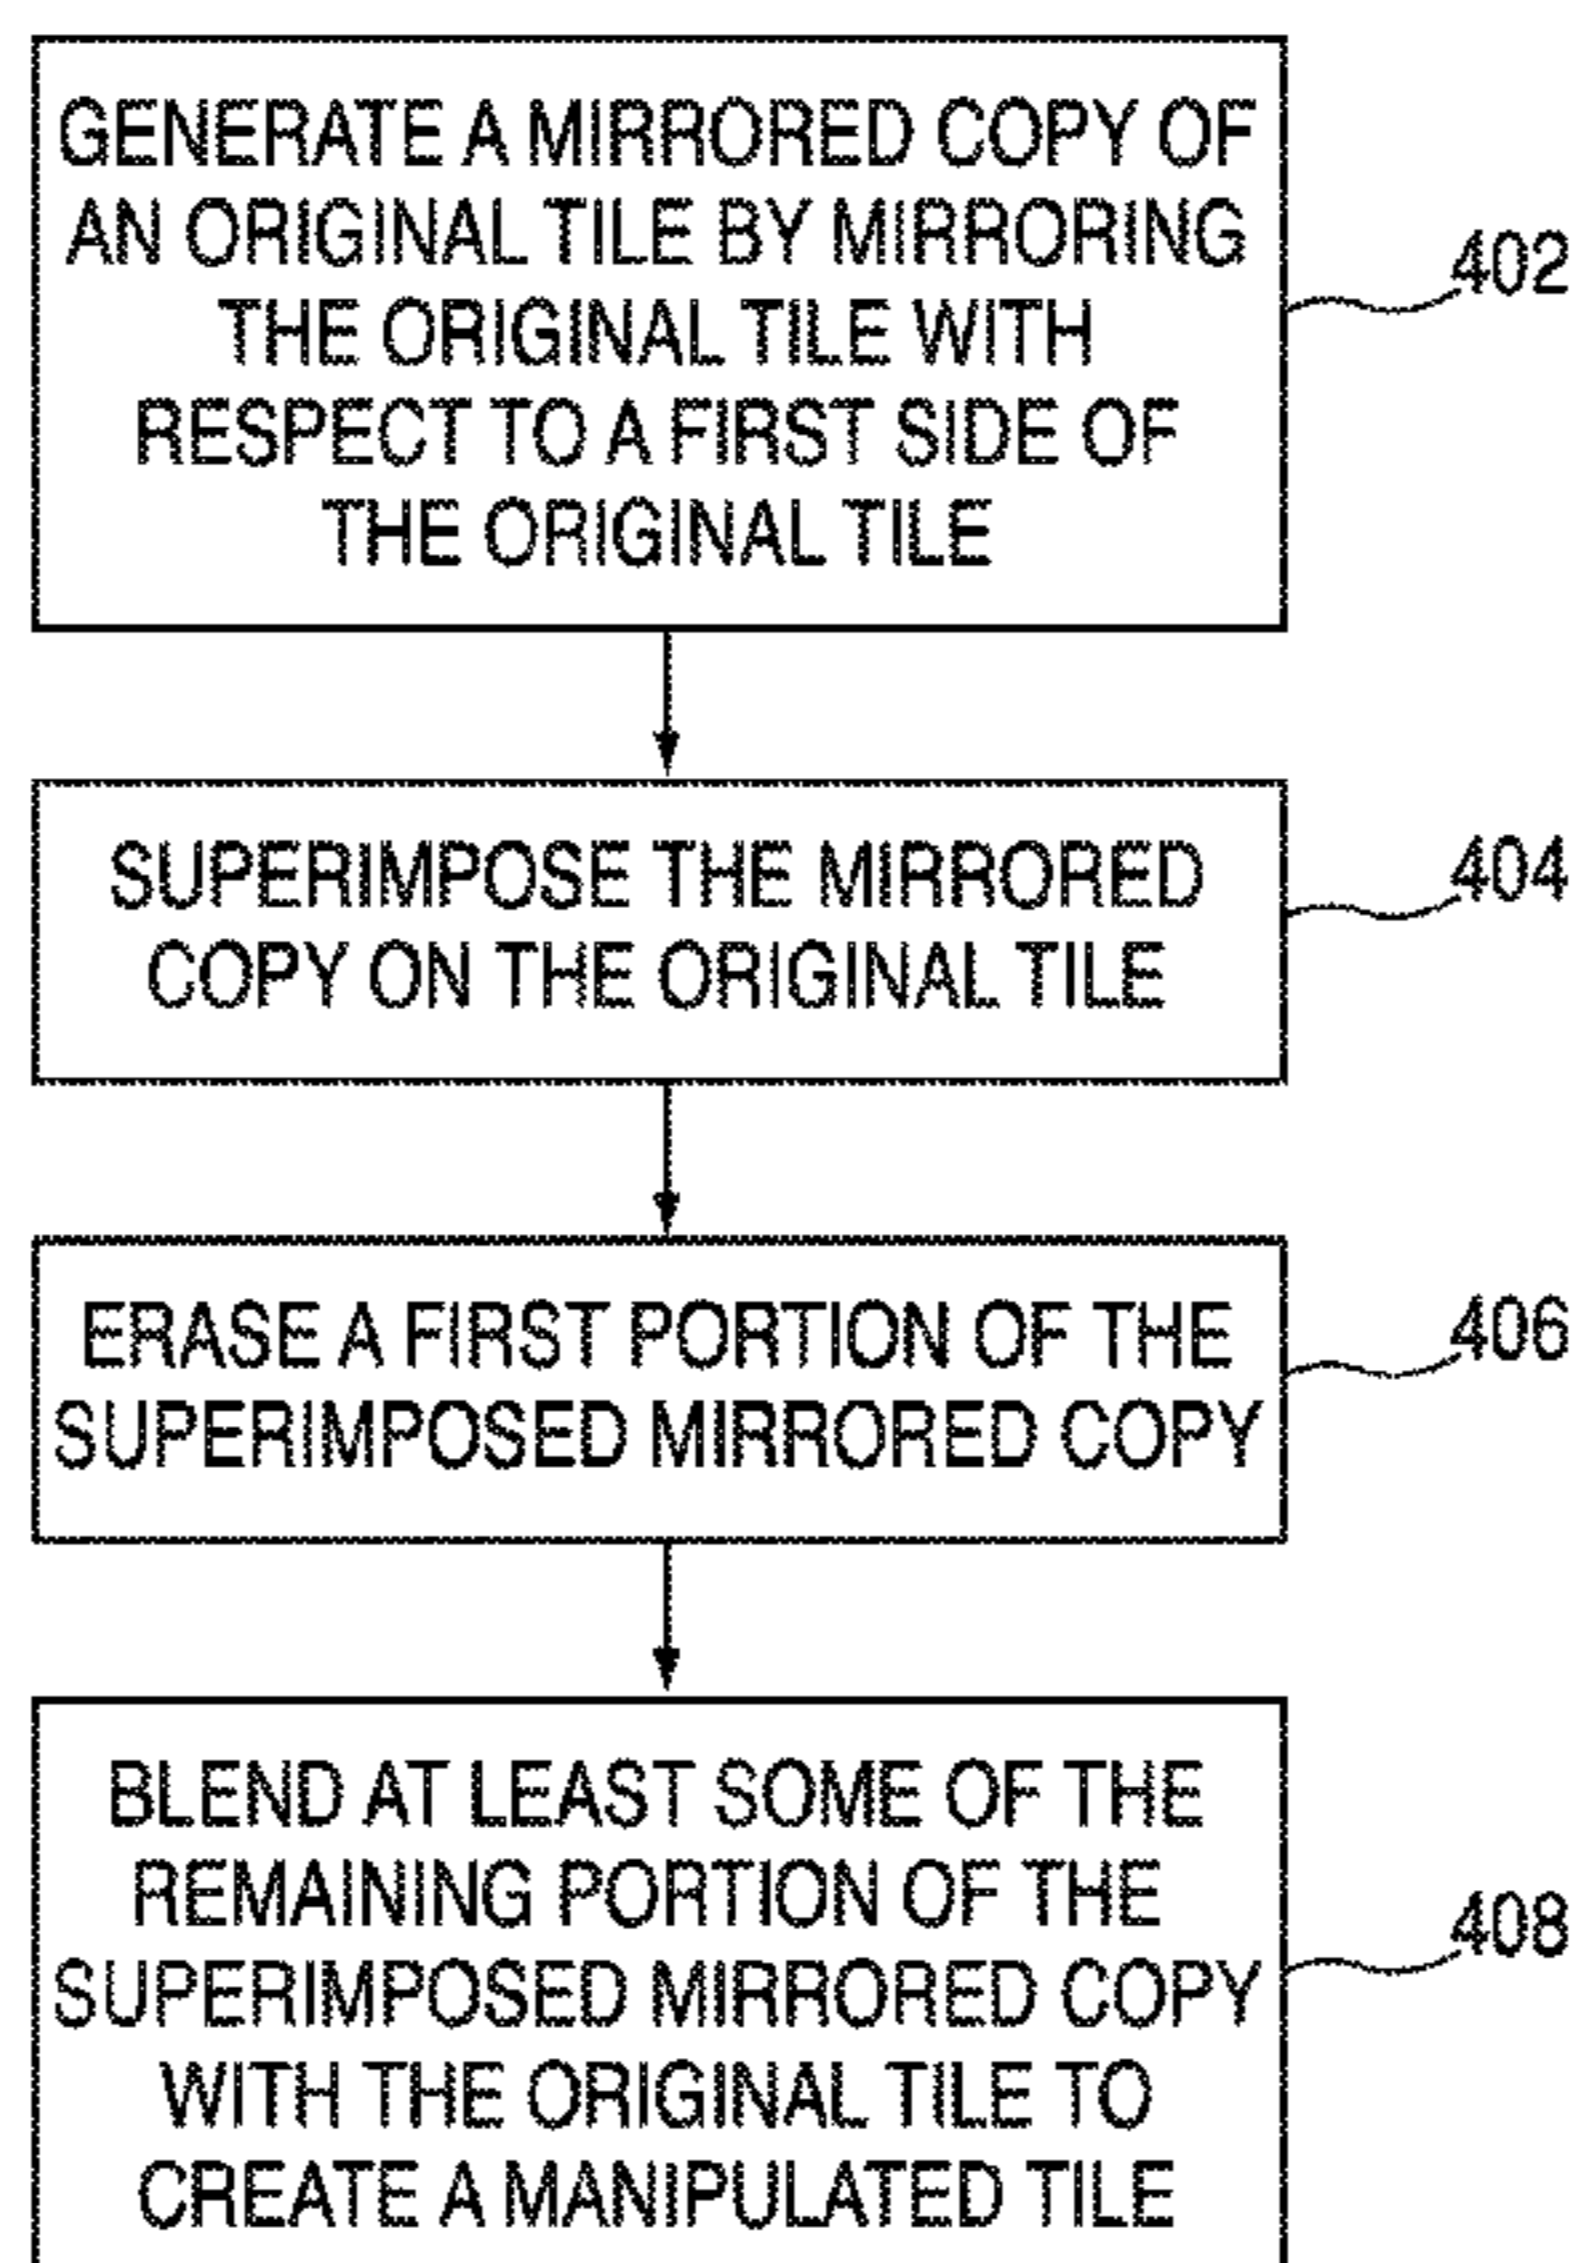 GENERATE A MIRRORED COPY OF
AN ORIGINAL TILE BY MIRRORING
THE ORIGINAL TILE WITH
RESPECT TO A FIRST SIDE OF
THE ORIGINAL TILE
402
SUPERIMPOSE THE MIRRORED
COPY ON THE ORIGINAL TILE
404
ERASE A FIRST PORTION OF THE
SUPERIMPOSED MIRRORED COPY
406
BLEND AT LEAST SOME OF THE
REMAINING PORTION OF THE
SUPERIMPOSED MIRRORED COPY
WITH THE ORIGINAL TILE TO
CREATE A MANIPULATED TILE
408